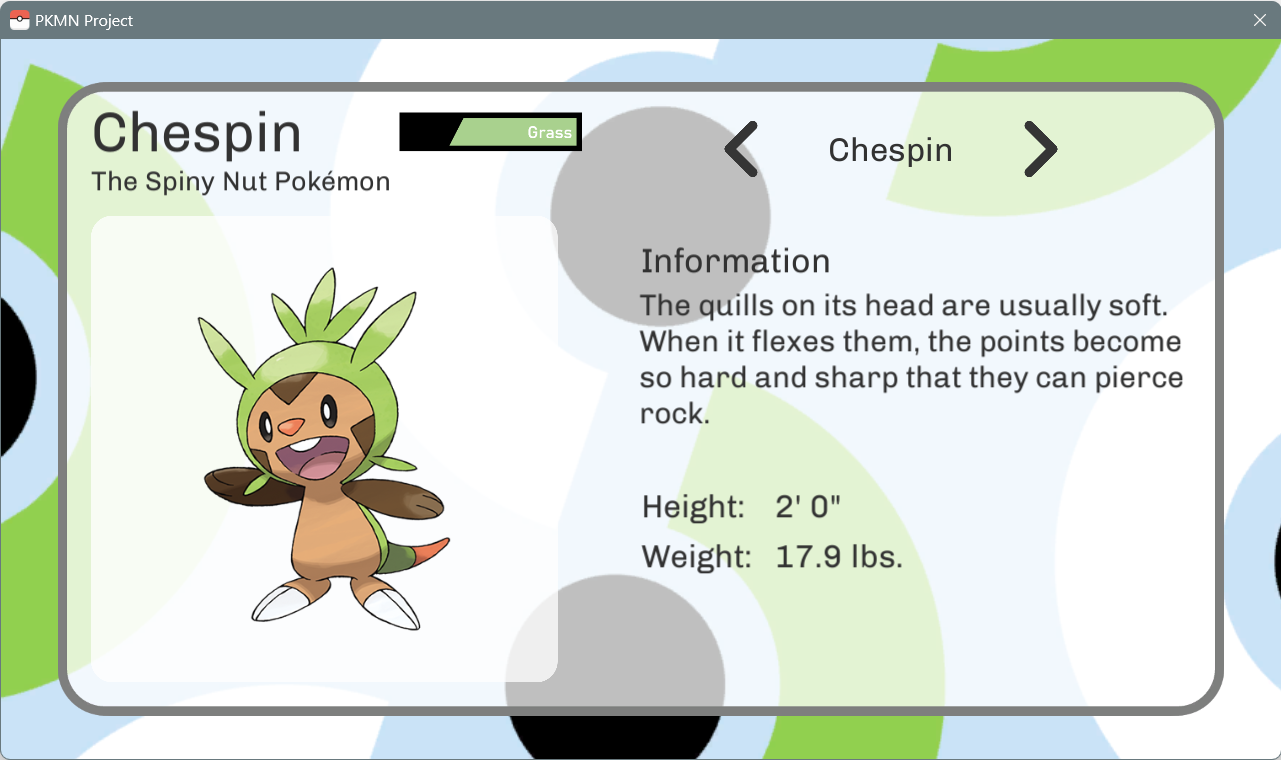 PKMN Project
Chespin
The Spiny Nut Pokémon
Grass
Chespin
Information
The quills on its head are usually soft.
When it flexes them, the points become
so hard and sharp that they can pierce
rock.
Height: 2' 0"
Weight: 17.9 lbs.